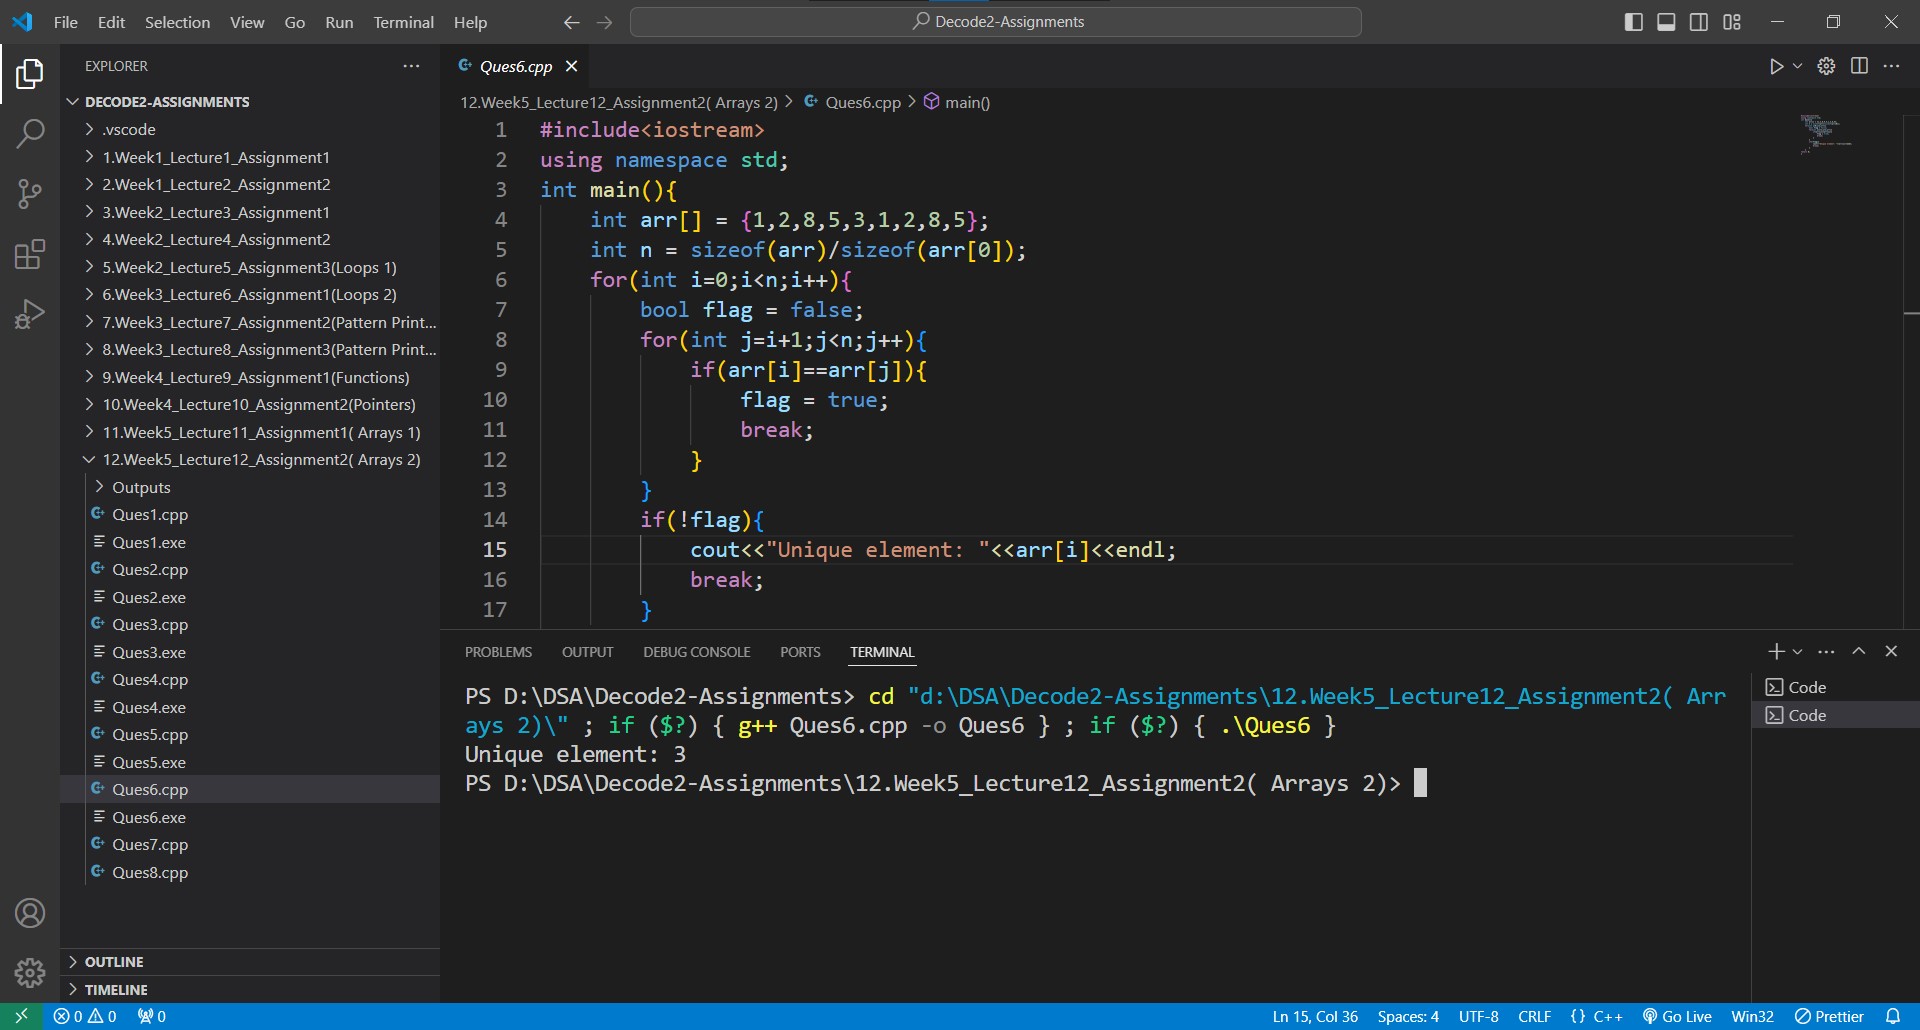 File Edit Selection View Go Run Terminal Help
Decode2-Assignments
EXPLORER
DECODE2-ASSIGNMENTS
.vscode
1.Week1_Lecture1_Assignment1
2.Week1_Lecture2_Assignment2
3.Week2_Lecture3_Assignment1
4.Week2_Lecture4_Assignment2
5.Week2_Lecture5_Assignment3(Loops 1)
6.Week3_Lecture6_Assignment1(Loops 2)
7.Week3_Lecture7_Assignment2(Pattern Print...
8.Week3_Lecture8_Assignment3(Pattern Print...
9.Week4_Lecture9_Assignment1(Functions)
10.Week4_Lecture10_Assignment2(Pointers)
11.Week5_Lecture11_Assignment1( Arrays 1)
12.Week5_Lecture12_Assignment2( Arrays 2)
Outputs
Ques1.cpp
Ques1.exe
Ques2.cpp
Ques2.exe
Ques3.cpp
Ques3.exe
Ques4.cpp
Ques4.exe
Ques5.cpp
Ques5.exe
Ques6.cpp
Ques6.exe
Ques7.cpp
Ques8.cpp
OUTLINE
TIMELINE
Ques6.cpp
12.Week5_Lecture12_Assignment2( Arrays 2) > Ques6.cpp > main()
1 #include<iostream>
2 using namespace std;
3 int main(){
4 int arr[] = {1,2,8,5,3,1,2,8,5};
5 int n = sizeof(arr)/sizeof(arr[0]);
6 for(int i=0;i<n;i++){
7 bool flag = false;
8 for(int j=i+1;j<n;j++){
9 if(arr[i]==arr[j]){
10 flag = true;
11 break;
12 }
13 }
14 if(!flag){
15 cout<<"Unique element: "<<arr[i]<<endl;
16 break;
17 }
PROBLEMS OUTPUT DEBUG CONSOLE PORTS TERMINAL
PS D:\DSA\Decode2-Assignments> cd "d:\DSA\Decode2-Assignments\12.Week5_Lecture12_Assignment2( Arr
ays 2)\" ; if ($?) { g++ Ques6.cpp -o Ques6 } ; if ($?) { .\Ques6 }
Unique element: 3
PS D:\DSA\Decode2-Assignments\12.Week5_Lecture12_Assignment2( Arrays 2)>
Code
Code
0 0 0
Ln 15, Col 36 Spaces: 4 UTF-8 CRLF {} C++ Go Live Win32 Prettier